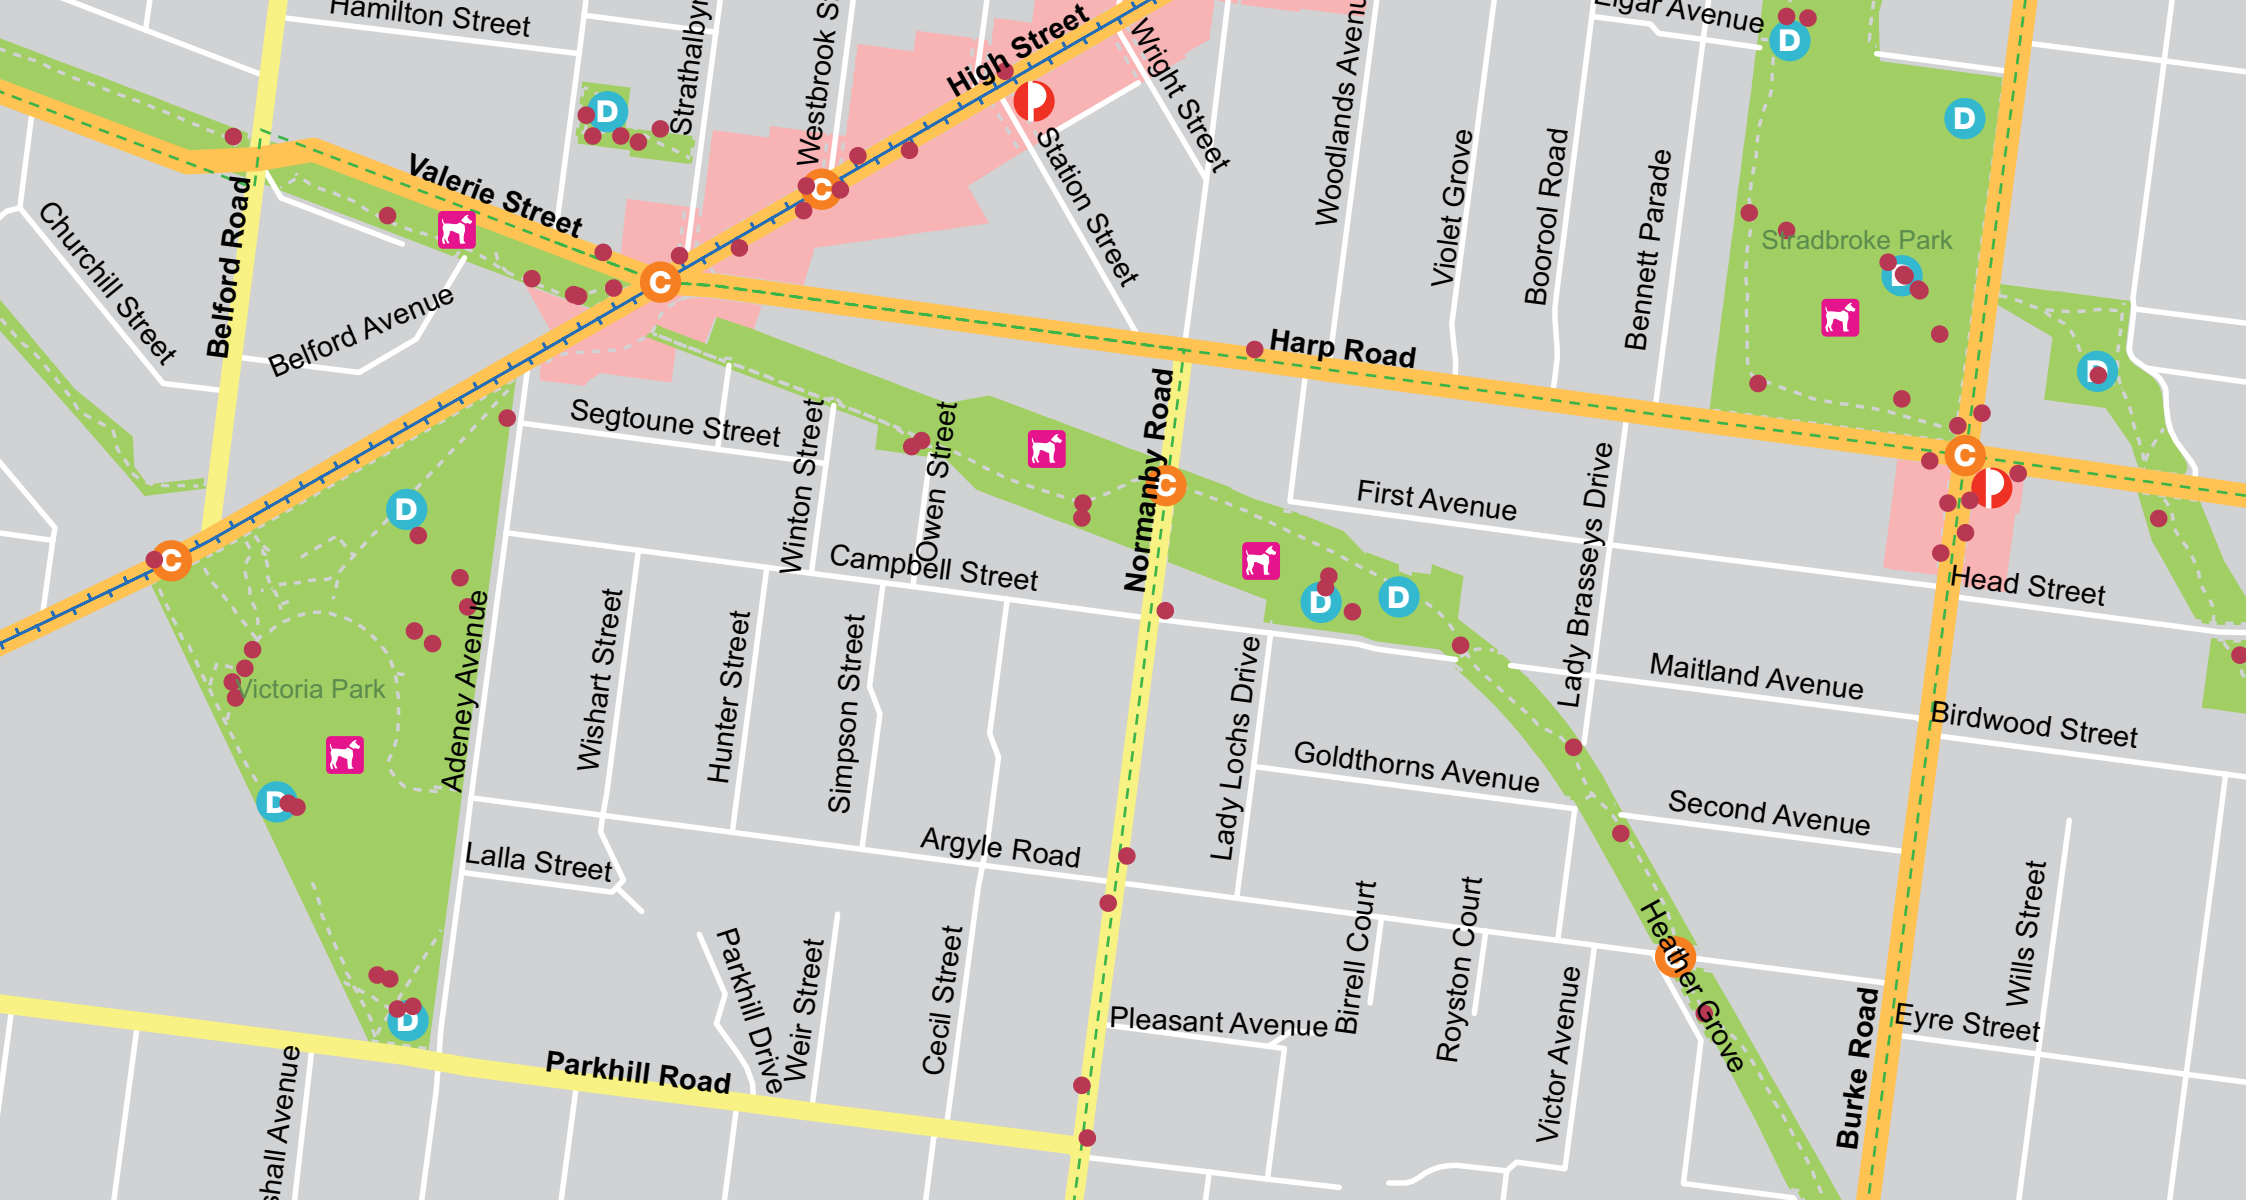 Hamilton Street
Strathalbyn
Westbrook S
High Street
Wright Street
Woodlands Avenu
Elgar Avenue
D
D
D
P
Station Street
Violet Grove
Boorool Road
Bennett Parade
Stradbroke Park
D
Valerie Street
C
C
Churchill Street
Belford Road
Belford Avenue
Harp Road
D
Segtoune Street
Winton Street
Owen Street
Normanby Road
C
C
P
First Avenue
Lady Brasseys Drive
D
C
Campbell Street
D
D
Head Street
Adeney Avenue
Wishart Street
Hunter Street
Simpson Street
Lady Lochs Drive
Maitland Avenue
Birdwood Street
Victoria Park
Goldthorns Avenue
D
Second Avenue
Argyle Road
Lalla Street
Wills Street
Heather Grove
C
Birrell Court
Royston Court
Parkhill Drive
Weir Street
Cecil Street
Pleasant Avenue
Victor Avenue
Burke Road
Eyre Street
D
Parkhill Road
shall Avenue